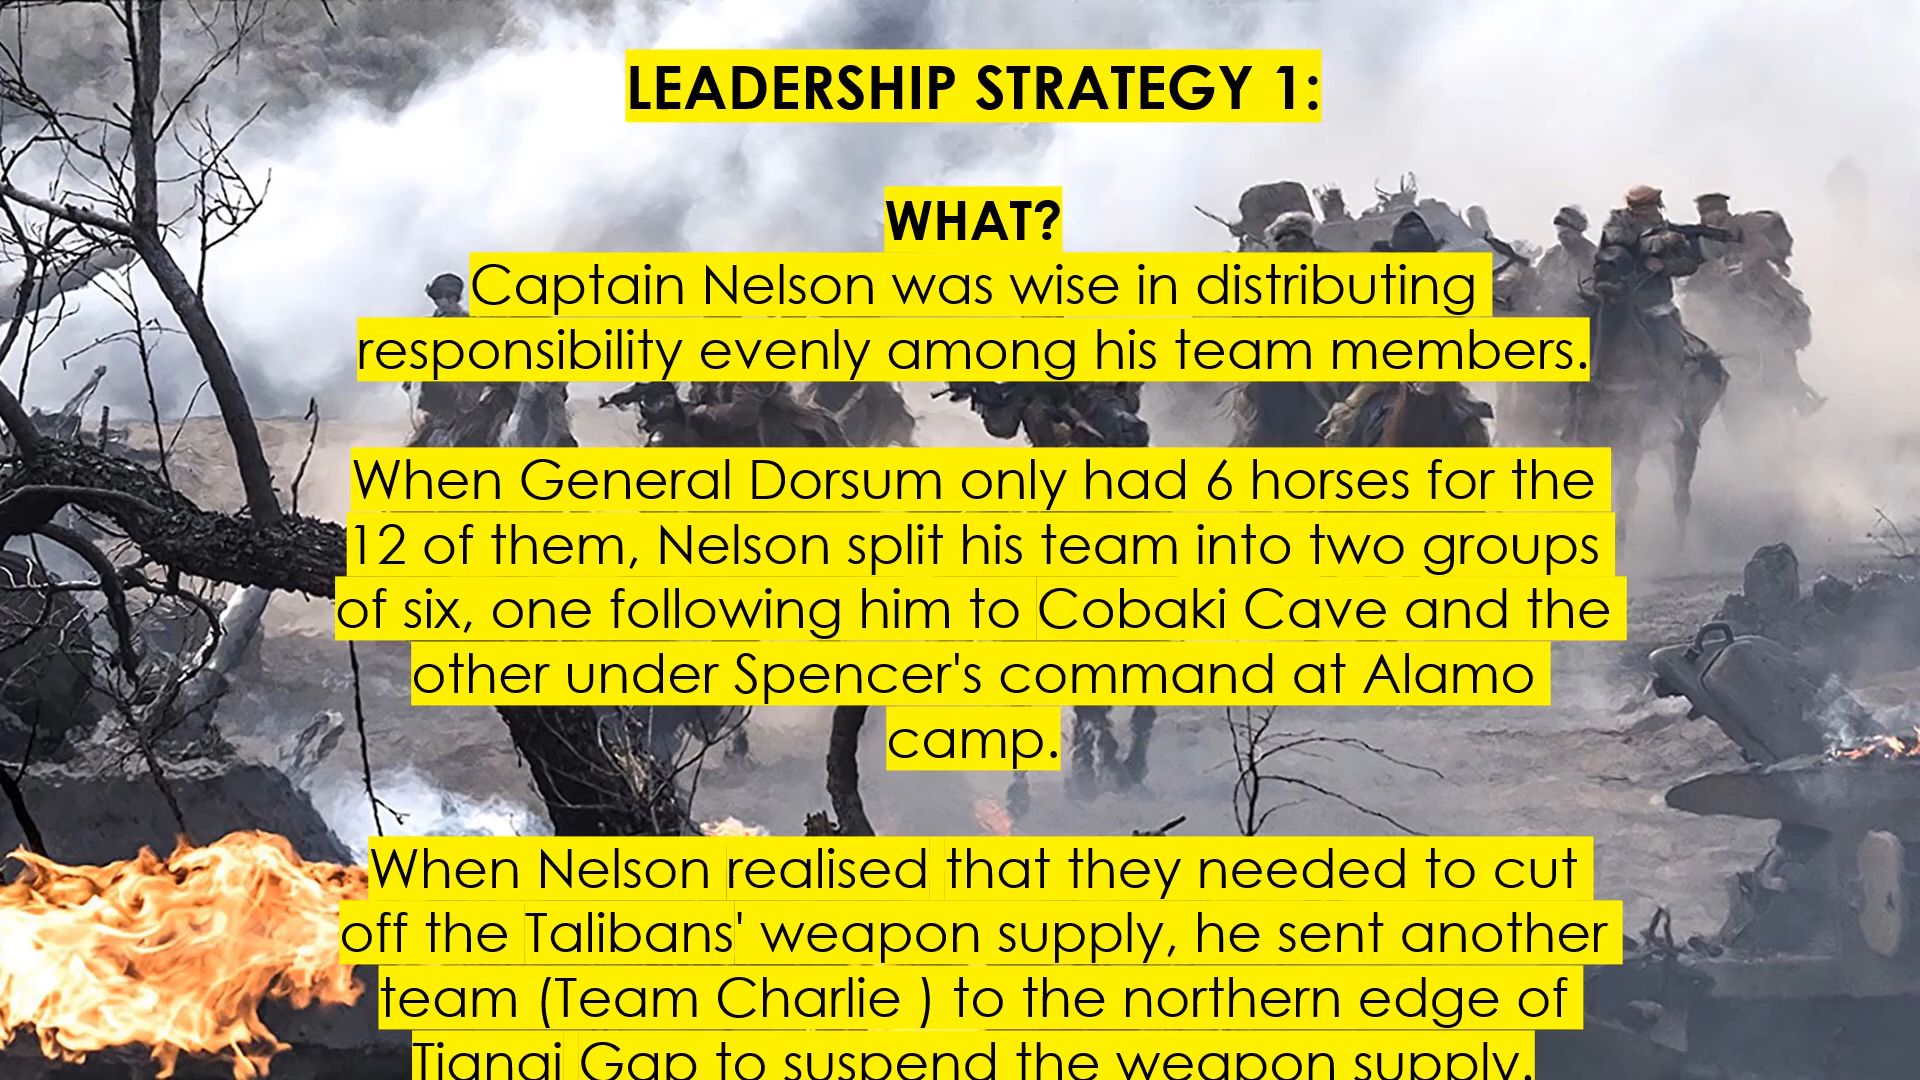 LEADERSHIP STRATEGY 1:
WHAT?
Captain Nelson was wise in distributing
responsibility evenly among his team members.
When General Dorsum only had 6 horses for the
12 of them, Nelson split his team into two groups
of six, one following him to Cobaki Cave and the
other under Spencer's command at Alamo
camp.
When Nelson realised that they needed to cut
off the Talibans' weapon supply, he sent another
team (Team Charlie ) to the northern edge of
Tiangi Gap to suspend the weapon supply.